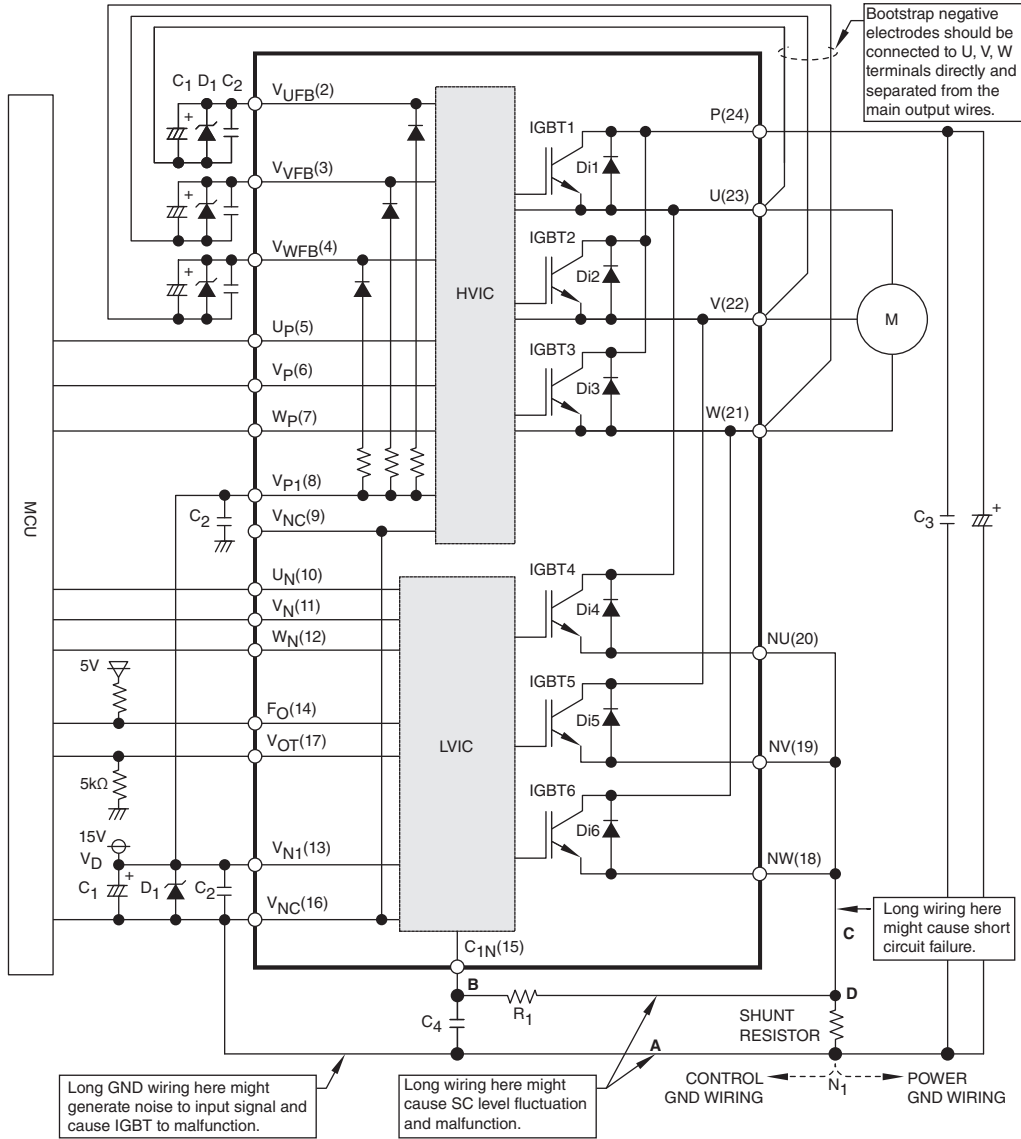 Bootstrap negative
electrodes should be
connected to U, V, W
terminals directly and
separated from the
main output wires.
C1 D1 C2
+
VUFB(2)
IGBT1
P(24)
Di1
VVFB(3)
U(23)
+
IGBT2
VWFB(4)
Di2
+
HVIC
V(22)
M
UP(5)
IGBT3
VP(6)
Di3
WP(7)
W(21)
MCU
VP1(8)
C2
VNC(9)
C3
+
UN(10)
IGBT4
VN(11)
Di4
WN(12)
NU(20)
5V
IGBT5
FO(14)
Di5
VOT(17)
LVIC
NV(19)
5kΩ
IGBT6
15V
Di6
VD
VN1(13)
NW(18)
C1
+
D1
C2
VNC(16)
Long wiring here
might cause short
circuit failure.
C
C1N(15)
B
D
R1
C4
SHUNT
RESISTOR
A
Long GND wiring here might
generate noise to input signal and
cause IGBT to malfunction.
Long wiring here might
cause SC level fluctuation
and malfunction.
CONTROL
GND WIRING
N1
POWER
GND WIRING